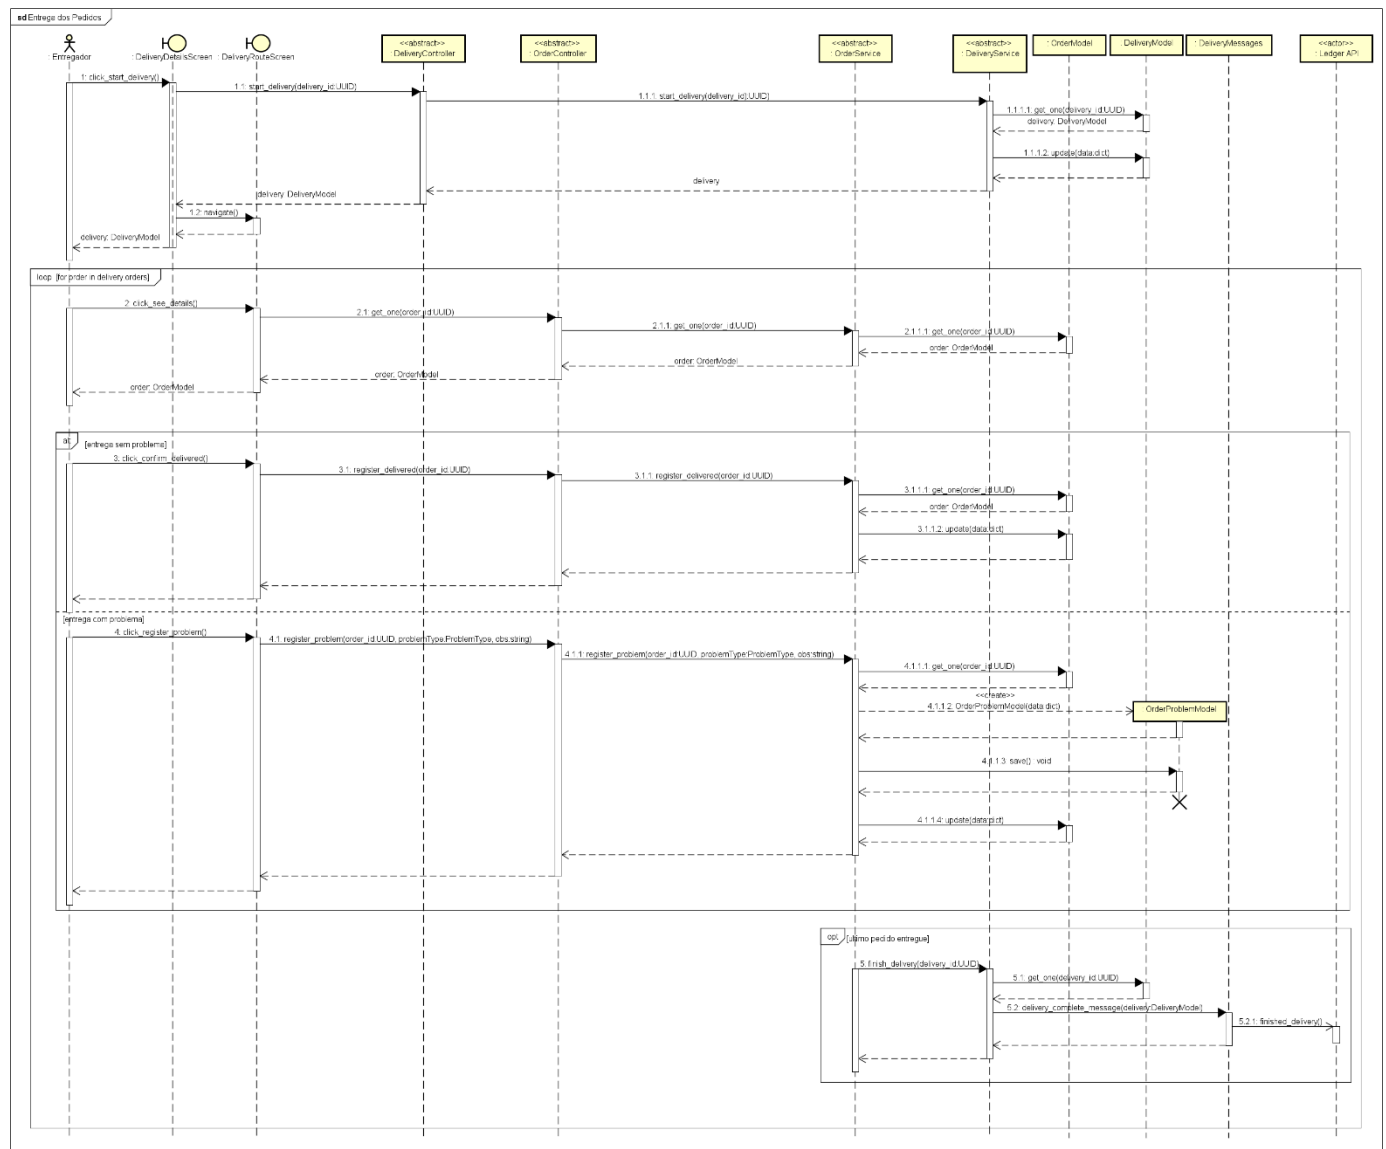 sd Entrega dos Pedidos
Entregador
: DeliveryDetailsScreen
: DeliveryRouteScreen
<<abstract>>
: DeliveryController
<<abstract>>
: OrderController
<<abstract>>
: OrderService
<<abstract>>
: DeliveryService
: OrderModel
: DeliveryModel
: DeliveryMessages
<<actor>>
: Ledger API
1: click_start_delivery()
1.1: start_delivery(delivery_id:UUID)
1.1.1: start_delivery(delivery_id):UUID)
1.1.1.1: get_one(delivery_id:UUID)
delivery: DeliveryModel
1.1.1.2: update(data:dict)
delivery
delivery: DeliveryModel
1.2: navigate()
delivery: DeliveryModel
loop [for order in delivery.orders]
2: click_see_details()
2.1: get_one(order_id:UUID)
2.1.1: get_one(order_id:UUID)
2.1.1.1: get_one(order_id:UUID)
order: OrderModel
order: OrderModel
order: OrderModel
order: OrderModel
alt
[entrega sem problema]
3: click_confirm_delivered()
3.1: register_delivered(order_id:UUID)
3.1.1: register_delivered(order_id:UUID)
3.1.1.1: get_one(order_id:UUID)
order: OrderModel
3.1.1.2: update(data:dict)
[entrega com problema]
4: click_register_problem()
4.1: register_problem(order_id:UUID, problemType:ProblemType, obs:string)
4.1.1: register_problem(order_id:UUID, problemType:ProblemType, obs:string)
4.1.1.1: get_one(order_id:UUID)
<<create>>
4.1.1.2: OrderProblemModel(data:dict)
: OrderProblemModel
4.1.1.3: save() : void
4.1.1.4: update(data:dict)
opt [ultimo pedido entregue]
5: finish_delivery(delivery_id:UUID)
5.1: get_one(delivery_id:UUID)
5.2: delivery_complete_message(delivery:DeliveryModel)
5.2.1: finished_delivery()